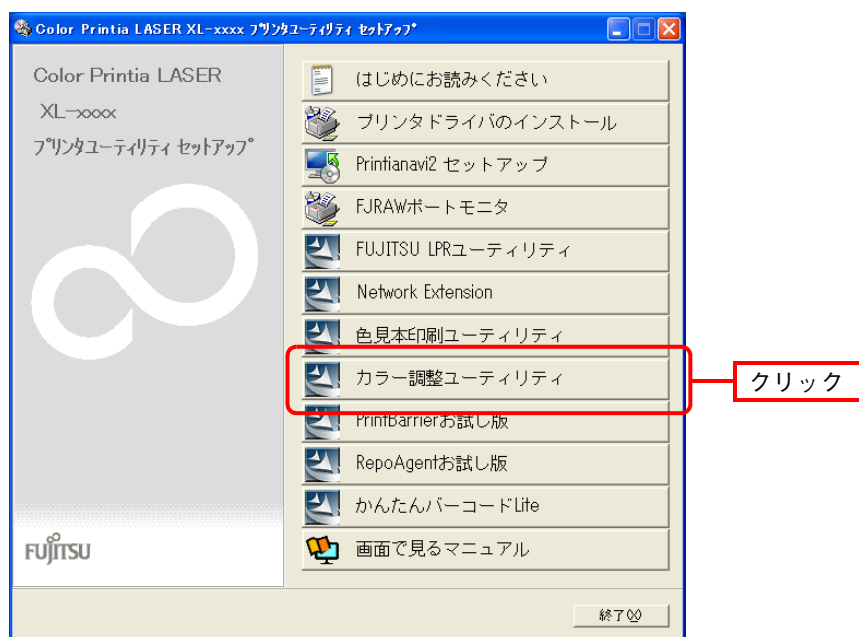 Color Printia LASER XL-xxxx プリンタユーティリティ セットアップ
Color Printia LASER
XL-xxxx
プリンタユーティリティ セットアップ
はじめにお読みください
プリンタドライバのインストール
Printianavi2 セットアップ
FJRAWポートモニタ
FUJITSU LPRユーティリティ
Network Extension
色見本印刷ユーティリティ
カラー調整ユーティリティ
クリック
PrintBarrierお試し版
RepoAgentお試し版
かんたんバーコードLite
画面で見るマニュアル
FUJITSU
終了(X)